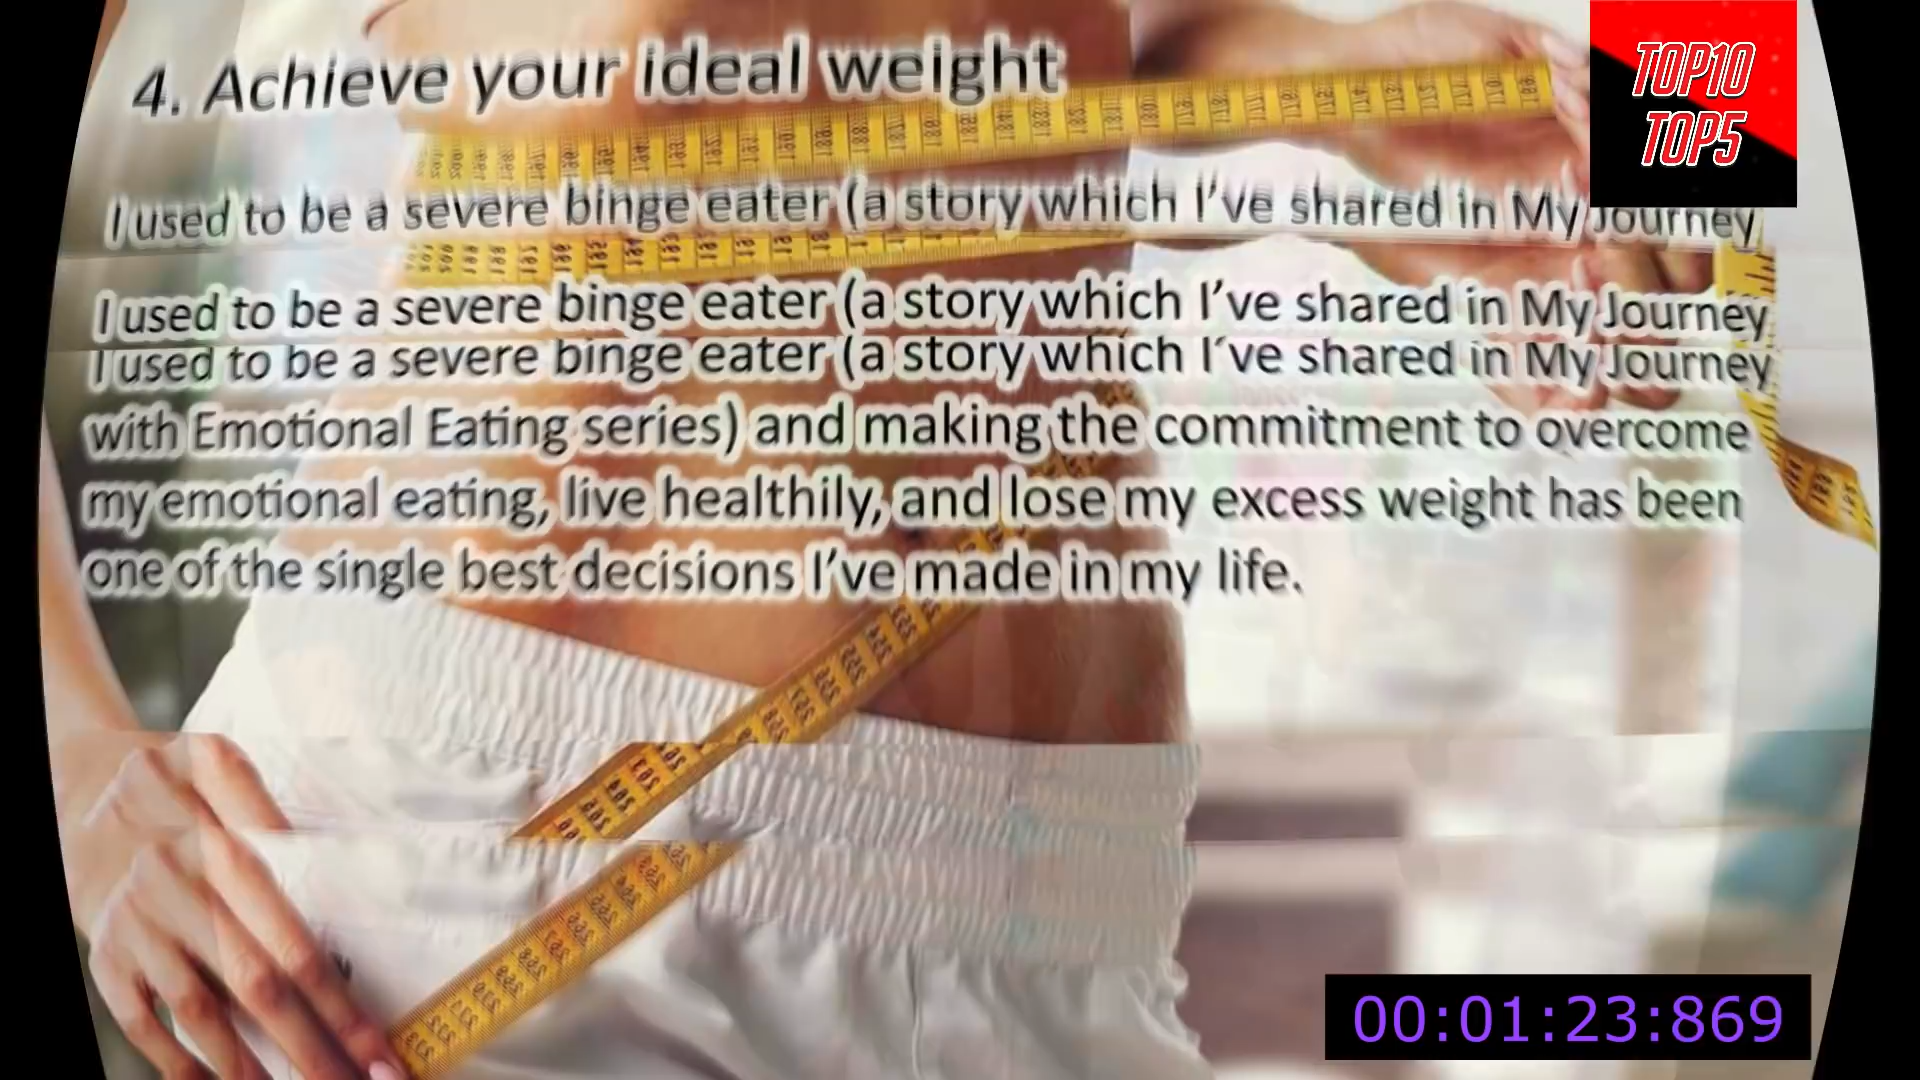 4. Achieve your ideal weight
TOP10
TOP5
I used to be a severe binge eater (a story which I've shared in My Journey
I used to be a severe binge eater (a story which I've shared in My Journey
I used to be a severe binge eater (a story which I've shared in My Journey
with Emotional Eating series) and making the commitment to overcome
my emotional eating, live healthily, and lose my excess weight has been
one of the single best decisions I've made in my life.
00:01:23:869